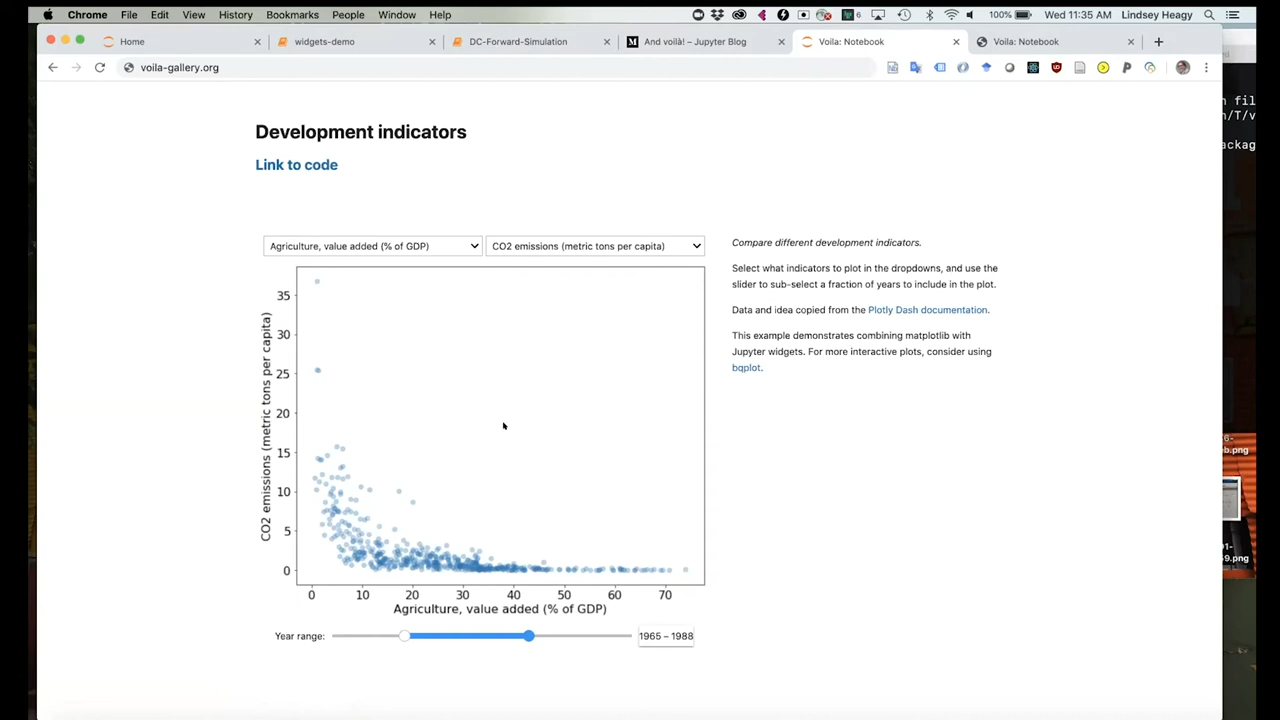 Chrome File Edit View History Bookmarks People Window Help 6 100% Wed 11:35 AM Lindsey Heagy
Home widgets-demo DC-Forward-Simulation And voilà! – Jupyter Blog Voila: Notebook Voila: Notebook
voila-gallery.org
Development indicators
Link to code
Agriculture, value added (% of GDP) CO2 emissions (metric tons per capita)
Compare different development indicators.
Select what indicators to plot in the dropdowns, and use the
slider to sub-select a fraction of years to include in the plot.
Data and idea copied from the Plotly Dash documentation.
This example demonstrates combining matplotlib with
Jupyter widgets. For more interactive plots, consider using
bqplot.
CO2 emissions (metric tons per capita)
35
30
25
20
15
10
5
0
0 10 20 30 40 50 60 70
Agriculture, value added (% of GDP)
Year range: 1965 – 1988
n fil
n/T/v
ackag
b.png
9.png